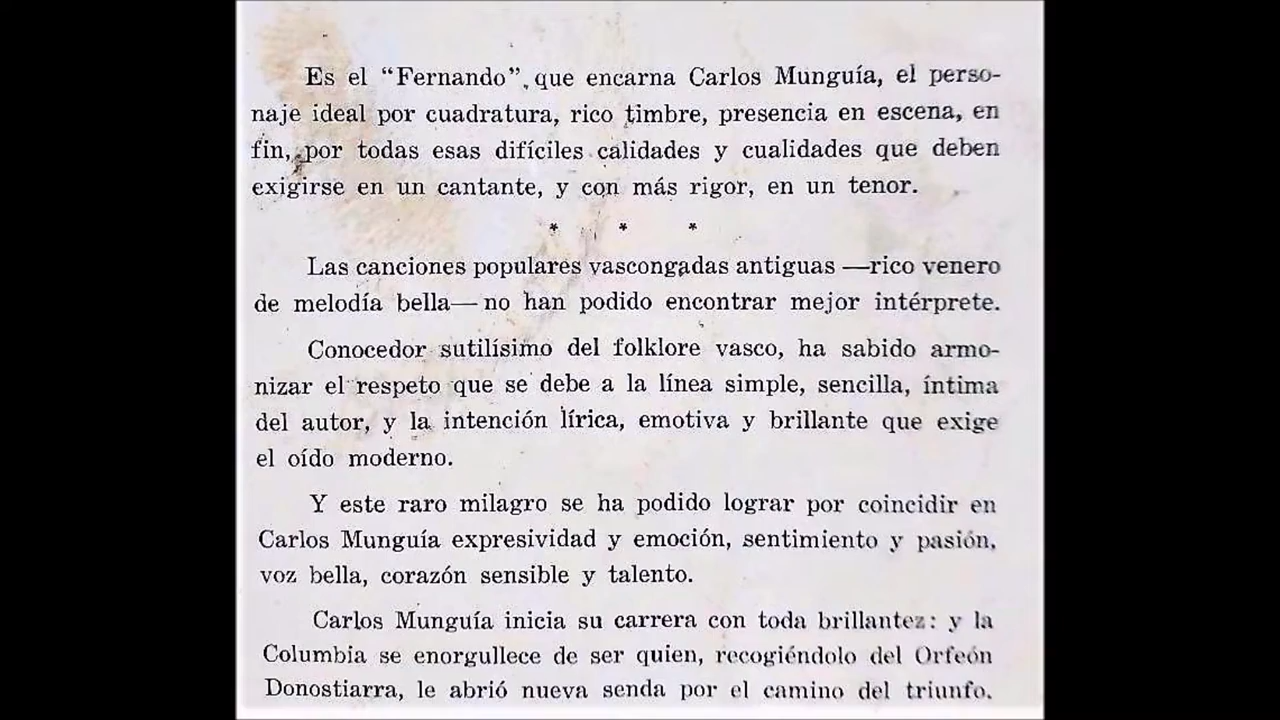 Es el “Fernando”, que encarna Carlos Munguía, el perso-
naje ideal por cuadratura, rico timbre, presencia en escena, en
fin, por todas esas difíciles calidades y cualidades que deben
exigirse en un cantante, y con más rigor, en un tenor.
* * *
Las canciones populares vascongadas antiguas —rico venero
de melodía bella— no han podido encontrar mejor intérprete.
Conocedor sutilísimo del folklore vasco, ha sabido armo-
nizar el respeto que se debe a la línea simple, sencilla, íntima
del autor, y la intención lírica, emotiva y brillante que exige
el oído moderno.
Y este raro milagro se ha podido lograr por coincidir en
Carlos Munguía expresividad y emoción, sentimiento y pasión,
voz bella, corazón sensible y talento.
Carlos Munguía inicia su carrera con toda brillantez: y la
Columbia se enorgullece de ser quien, recogiéndolo del Orfeón
Donostiarra, le abrió nueva senda por el camino del triunfo.